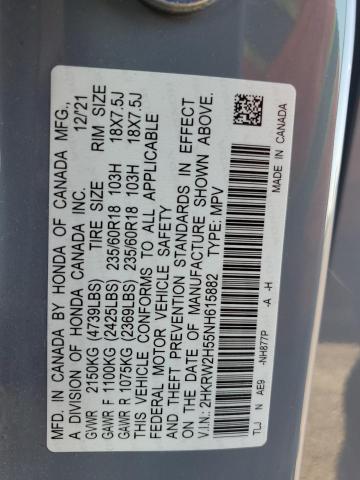 MFD. IN CANADA BY HONDA OF CANADA MFG.,
A DIVISION OF HONDA CANADA INC. 12/21
GVWR 2150KG (4739LBS) TIRE SIZE RIM SIZE
GAWR F 1100KG (2425LBS) 235/60R18 103H 18X7.5J
GAWR R 1075KG (2369LBS) 235/60R18 103H 18X7.5J
THIS VEHICLE CONFORMS TO ALL APPLICABLE
FEDERAL MOTOR VEHICLE SAFETY
AND THEFT PREVENTION STANDARDS IN EFFECT
ON THE DATE OF MANUFACTURE SHOWN ABOVE.
V.I.N.: 2HKRW2H55NH615882 TYPE: MPV
TLJ N AE9 -NH877P -A -H MADE IN CANADA